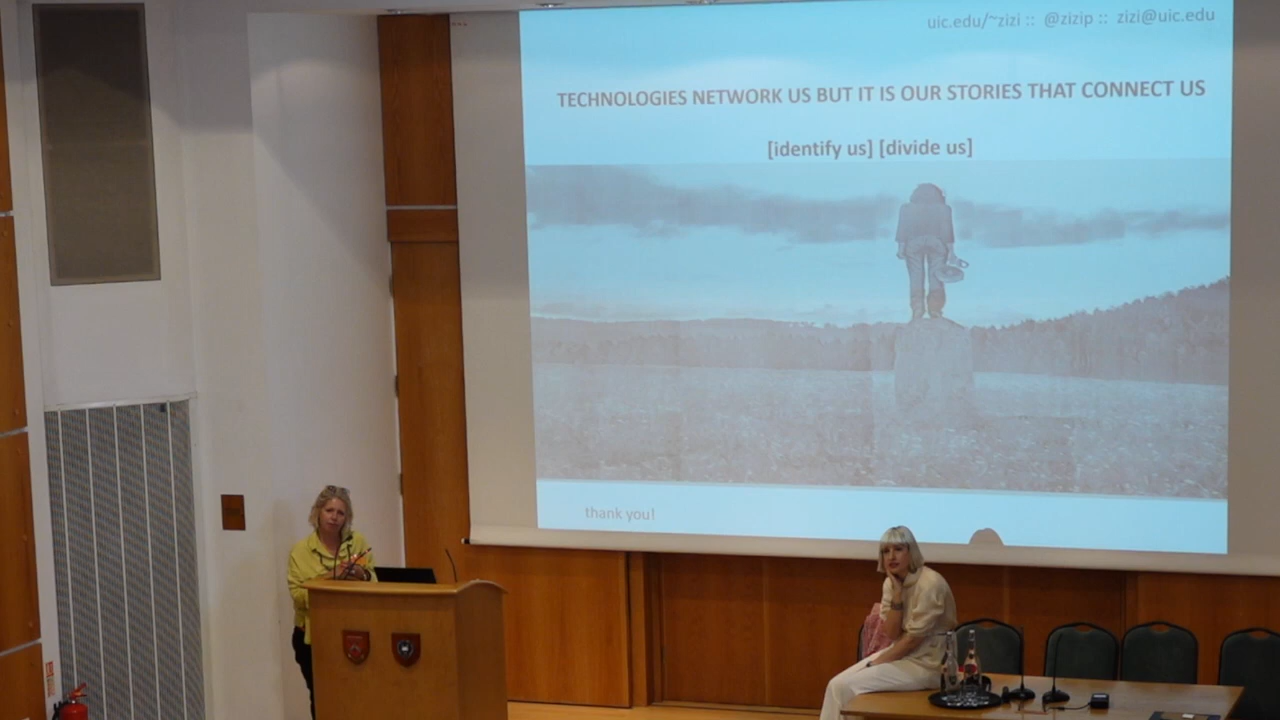 uic.edu/~zizi :: @zizip :: zizi@uic.edu
TECHNOLOGIES NETWORK US BUT IT IS OUR STORIES THAT CONNECT US
[identify us] [divide us]
thank you!